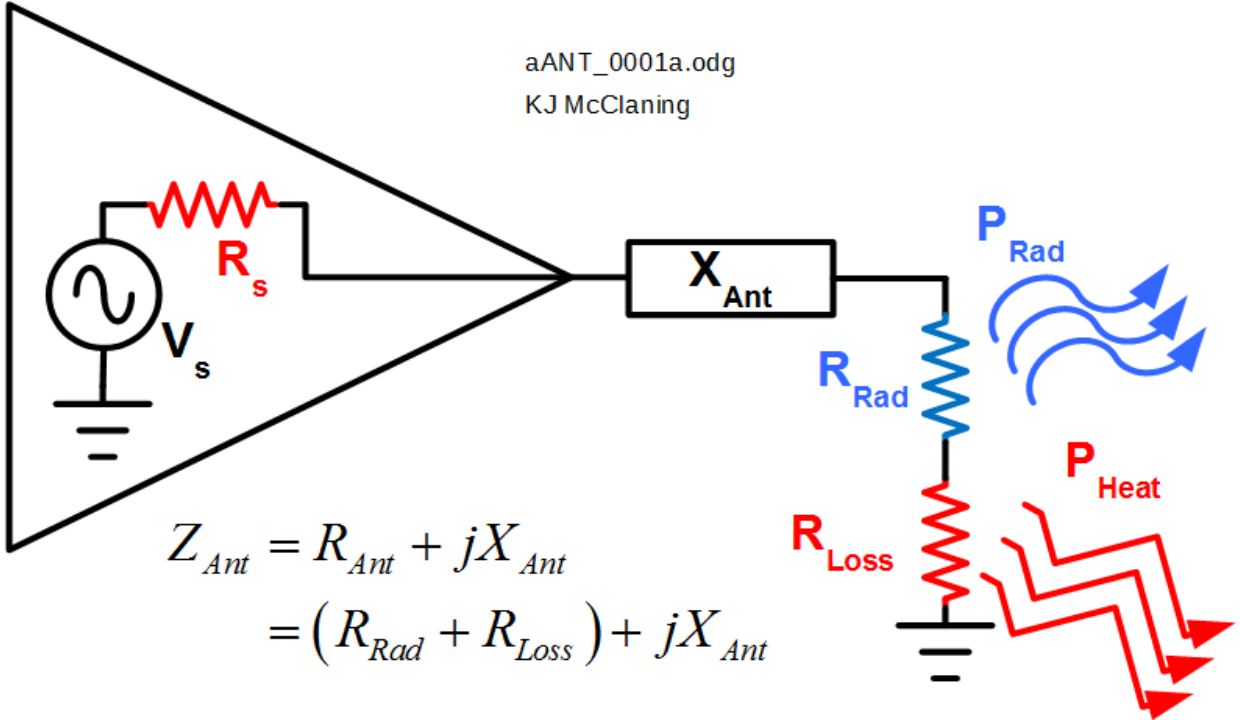 aANT_0001a.odg
KJ McClaning
R_s
V_s
X_Ant
P_Rad
R_Rad
P_Heat
R_Loss
Z_Ant = R_Ant + jX_Ant
= (R_Rad + R_Loss) + jX_Ant